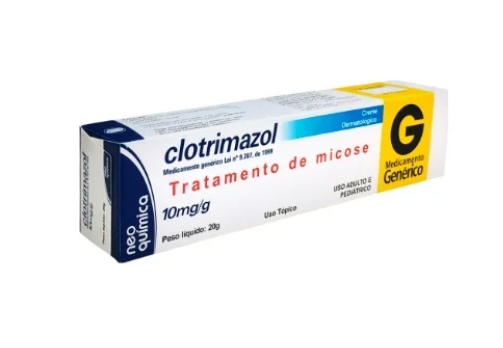 clotrimazol
Medicamento genérico Lei nº 9.787, de 1999
Tratamento de micose
10mg/g
Peso líquido: 20g
Uso Tópico
USO ADULTO E
PEDIÁTRICO
Creme
Dermatológico
G
Medicamento
Genérico
neo
química
clotrimazol